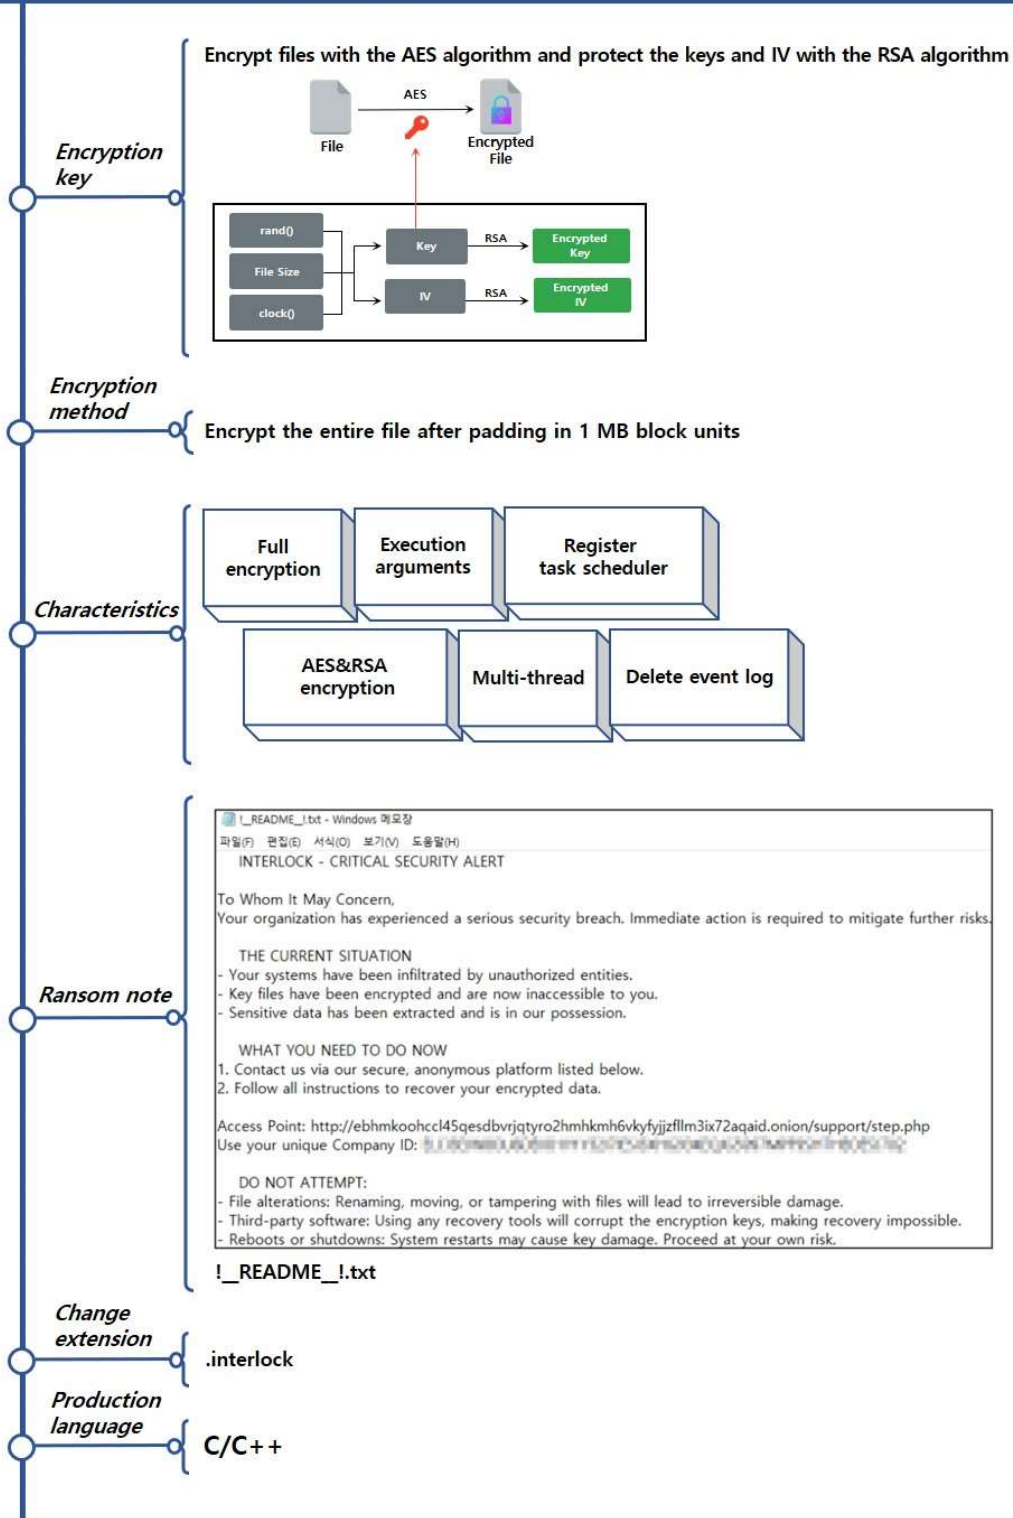 Encrypt files with the AES algorithm and protect the keys and IV with the RSA algorithm
AES
File
Encrypted
File
Encryption
key
rand()
File Size
clock()
Key
IV
RSA
RSA
Encrypted
Key
Encrypted
IV
Encryption
method
Encrypt the entire file after padding in 1 MB block units
Characteristics
Full
encryption
Execution
arguments
Register
task scheduler
AES&RSA
encryption
Multi-thread
Delete event log
Ransom note
!__README__!.txt - Windows 메모장
파일(F) 편집(E) 서식(O) 보기(V) 도움말(H)
INTERLOCK - CRITICAL SECURITY ALERT
To Whom It May Concern,
Your organization has experienced a serious security breach. Immediate action is required to mitigate further risks.
THE CURRENT SITUATION
- Your systems have been infiltrated by unauthorized entities.
- Key files have been encrypted and are now inaccessible to you.
- Sensitive data has been extracted and is in our possession.
WHAT YOU NEED TO DO NOW
1. Contact us via our secure, anonymous platform listed below.
2. Follow all instructions to recover your encrypted data.
Access Point: http://ebhmkoohccl45qesdbvrjqtyro2hmhkmh6vkyfyjjzfllm3ix72aqaid.onion/support/step.php
Use your unique Company ID:
DO NOT ATTEMPT:
- File alterations: Renaming, moving, or tampering with files will lead to irreversible damage.
- Third-party software: Using any recovery tools will corrupt the encryption keys, making recovery impossible.
- Reboots or shutdowns: System restarts may cause key damage. Proceed at your own risk.
!__README__!.txt
Change
extension
.interlock
Production
language
C/C++